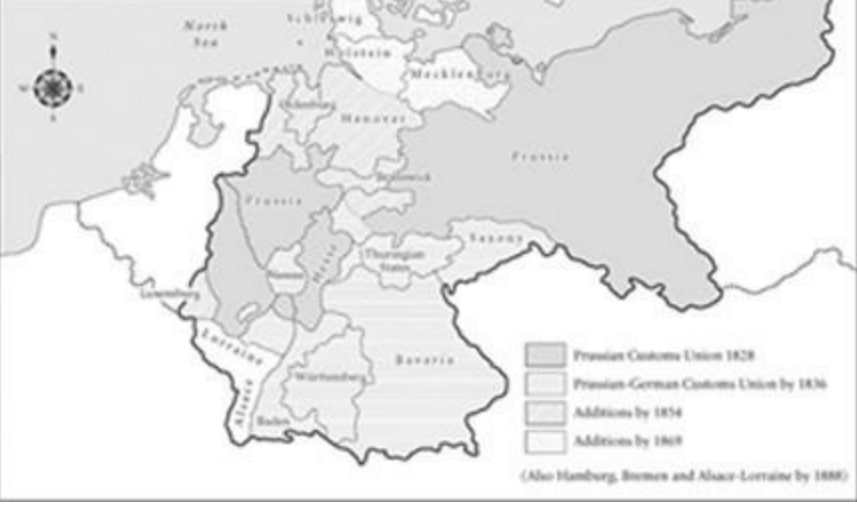 Schleswig
North
Sea
N
Holstein
W
E
Mecklenburg
S
Oldenburg
Hanover
Prussia
Brunswick
Prussia
Saxony
Thuringian
States
Hesse
Nassau
Luxemburg
Lorraine
Bavaria
Württemberg
Alsace
Baden
Prussian Customs Union 1828
Prussian-German Customs Union by 1836
Additions by 1854
Additions by 1869
(Also Hamburg, Bremen and Alsace-Lorraine by 1888)